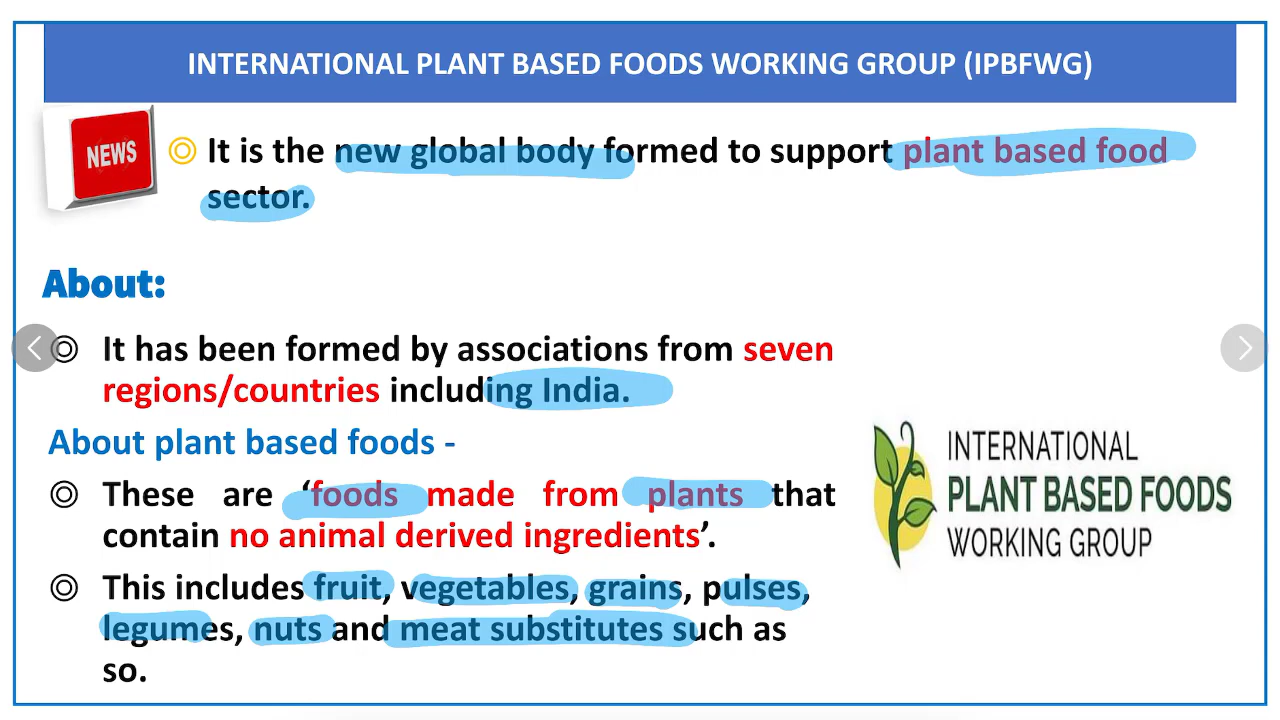 INTERNATIONAL PLANT BASED FOODS WORKING GROUP (IPBFWG)
NEWS
It is the new global body formed to support plant based food
sector.
About:
It has been formed by associations from seven
regions/countries including India.
About plant based foods -
These are ‘foods made from plants that
contain no animal derived ingredients’.
This includes fruit, vegetables, grains, pulses,
legumes, nuts and meat substitutes such as
so.
INTERNATIONAL
PLANT BASED FOODS
WORKING GROUP